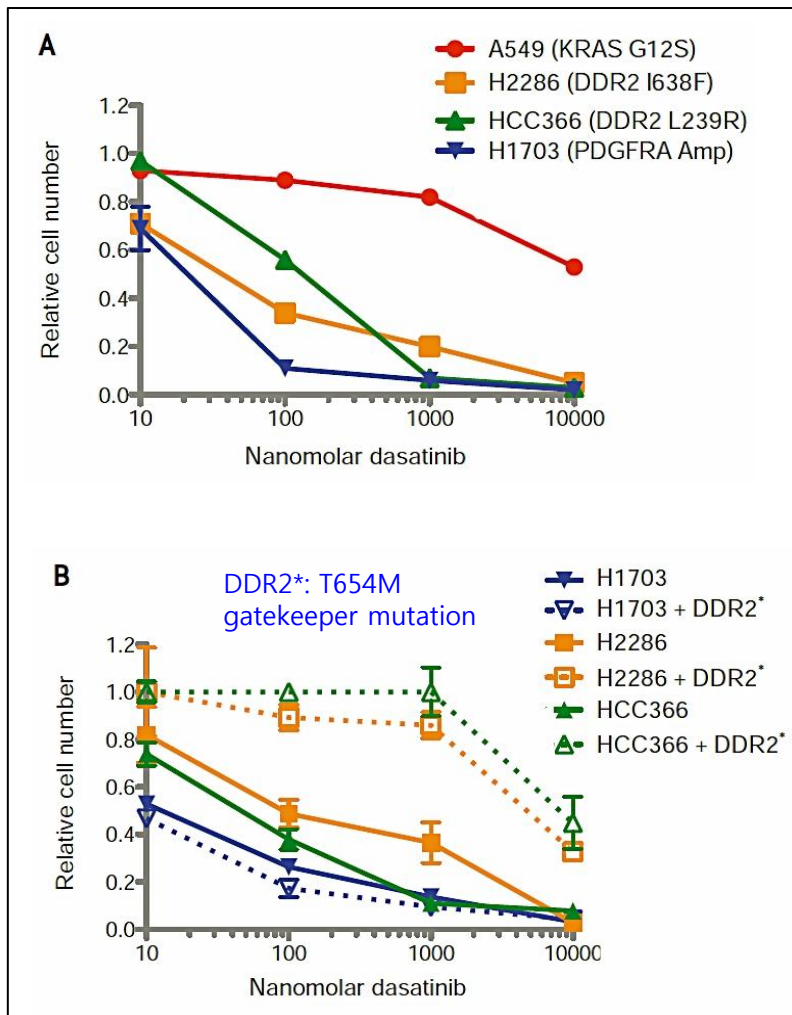 A
A549 (KRAS G12S)
H2286 (DDR2 I638F)
HCC366 (DDR2 L239R)
H1703 (PDGFRA Amp)
1.2
1.0
0.8
0.6
0.4
0.2
0.0
Relative cell number
10
100
1000
10000
Nanomolar dasatinib
B
DDR2*: T654M
gatekeeper mutation
H1703
H1703 + DDR2*
H2286
H2286 + DDR2*
HCC366
HCC366 + DDR2*
1.2
1.0
0.8
0.6
0.4
0.2
0.0
Relative cell number
10
100
1000
10000
Nanomolar dasatinib